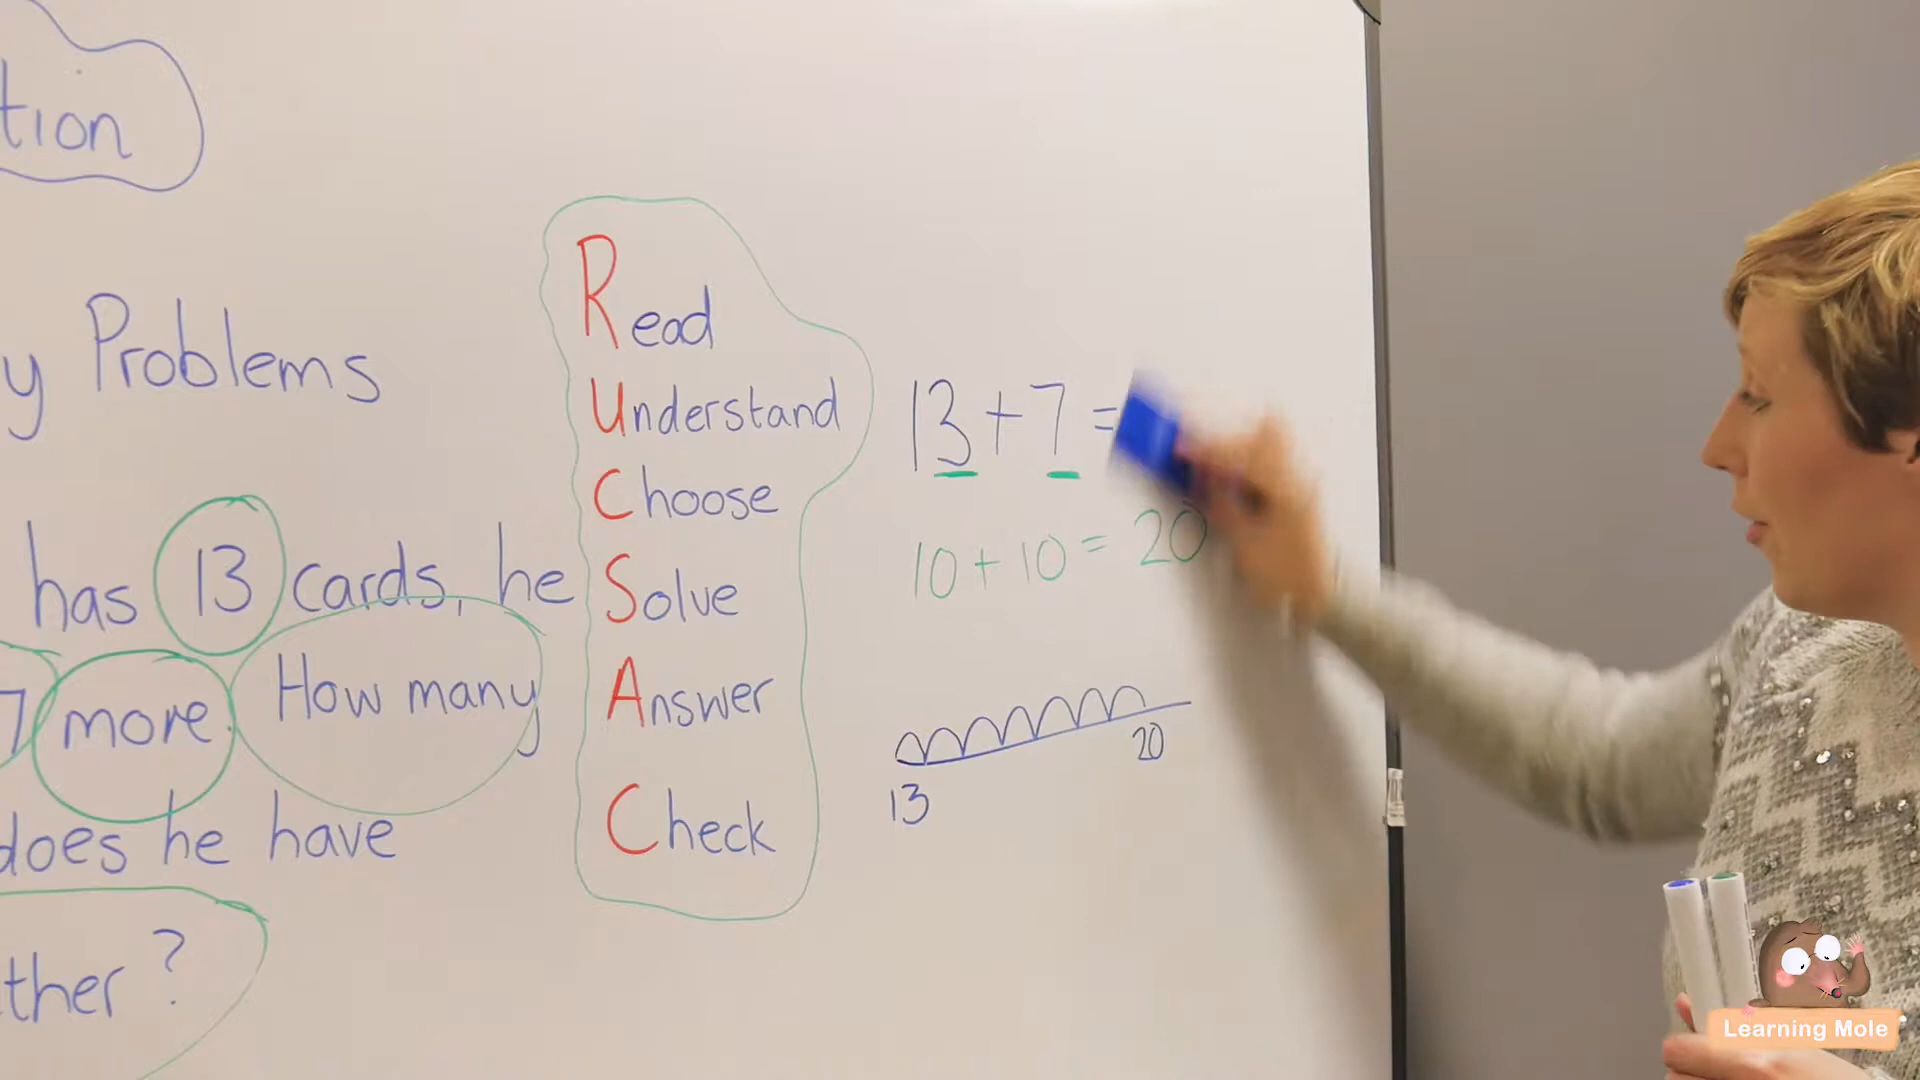 tion
y Problems
has 13 cards, he
7 more. How many
does he have
ther ?
Read
Understand
Choose
Solve
Answer
Check
13 + 7 =
10 + 10 = 20
13 20
Learning Mole